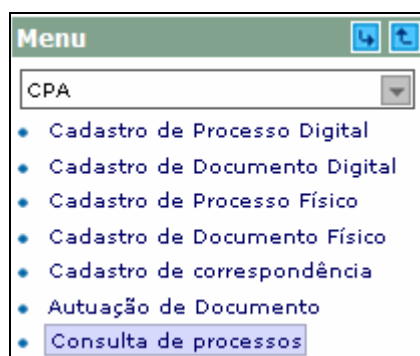 Menu
CPA
Cadastro de Processo Digital
Cadastro de Documento Digital
Cadastro de Processo Físico
Cadastro de Documento Físico
Cadastro de correspondência
Autuação de Documento
Consulta de processos